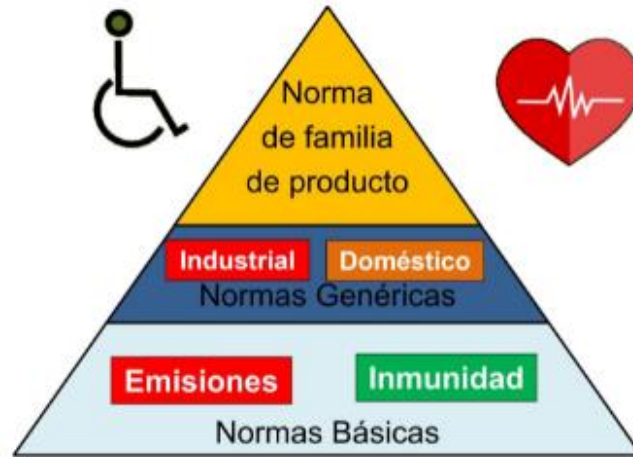 Norma
de familia
de producto
Industrial Doméstico
Normas Genéricas
Emisiones Inmunidad
Normas Básicas